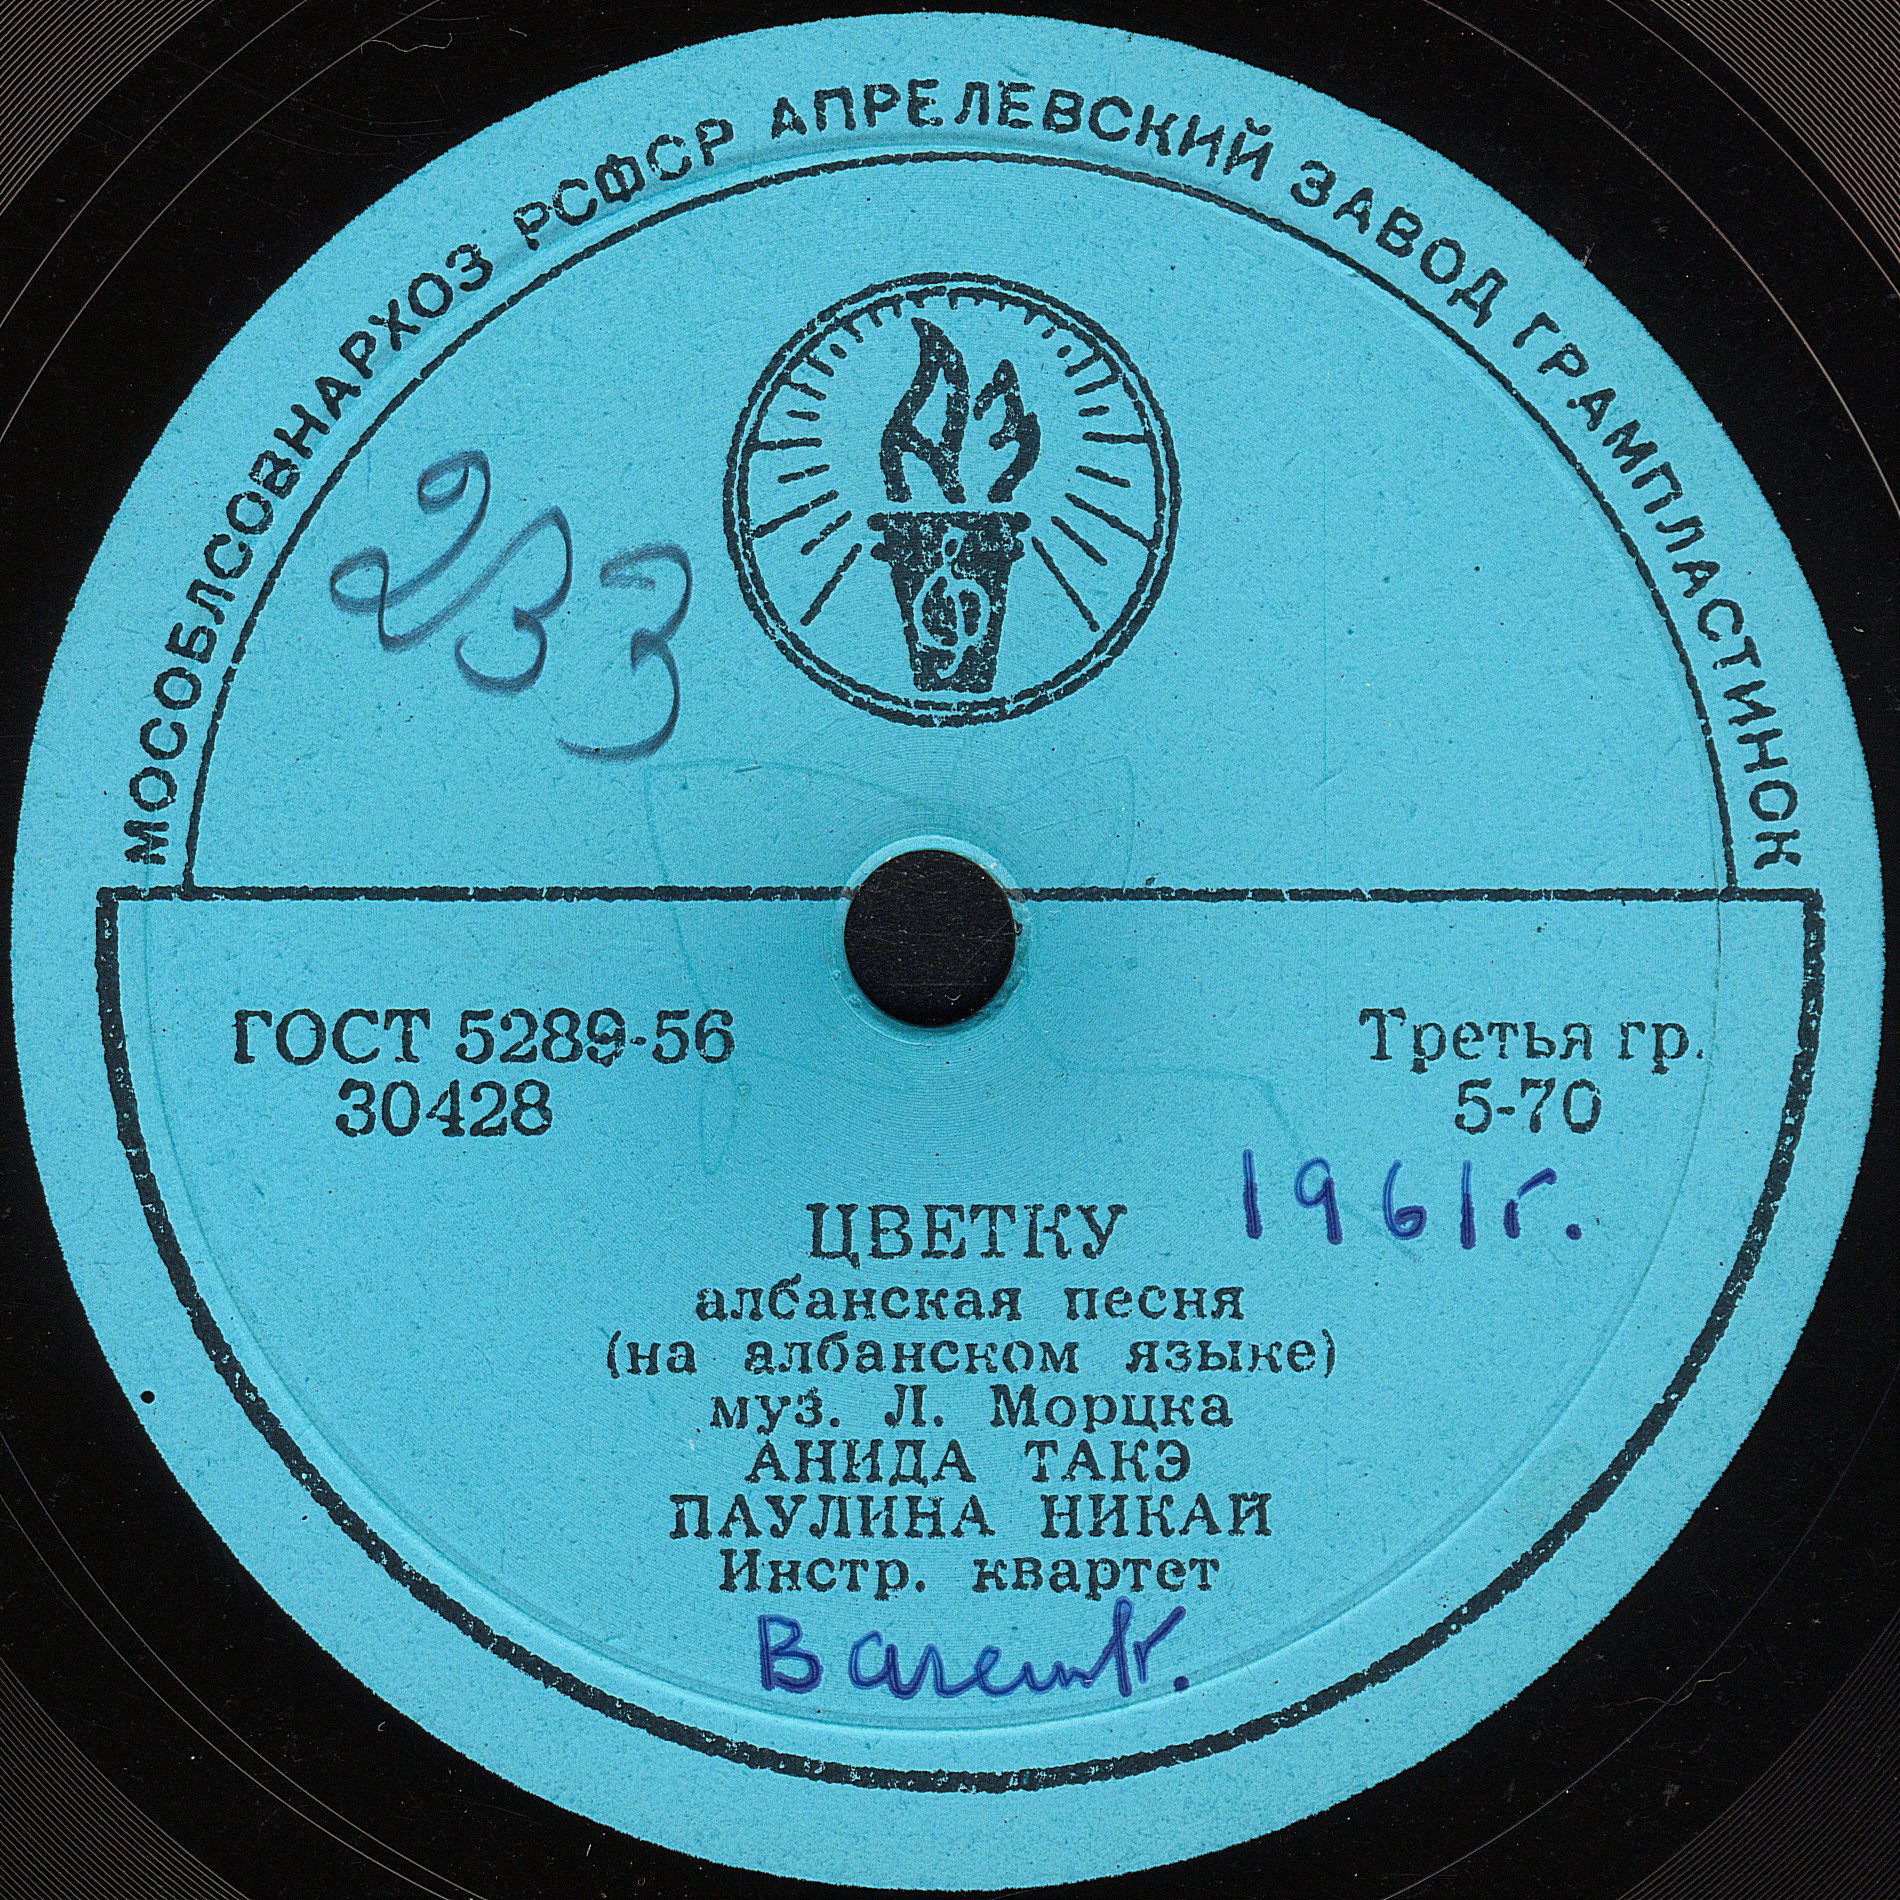 МОСОБЛСОВНАРХОЗ РСФСР АПРЕЛЕВСКИЙ ЗАВОД ГРАМПЛАСТИНОК
АЗ
233
ГОСТ 5289-56
30428
Третья гр.
5-70
1961г.
ЦВЕТКУ
албанская песня
(на албанском языке)
муз. Л. Морцка
АНИДА ТАКЭ
ПАУЛИНА НИКАЙ
Инстр. квартет
В